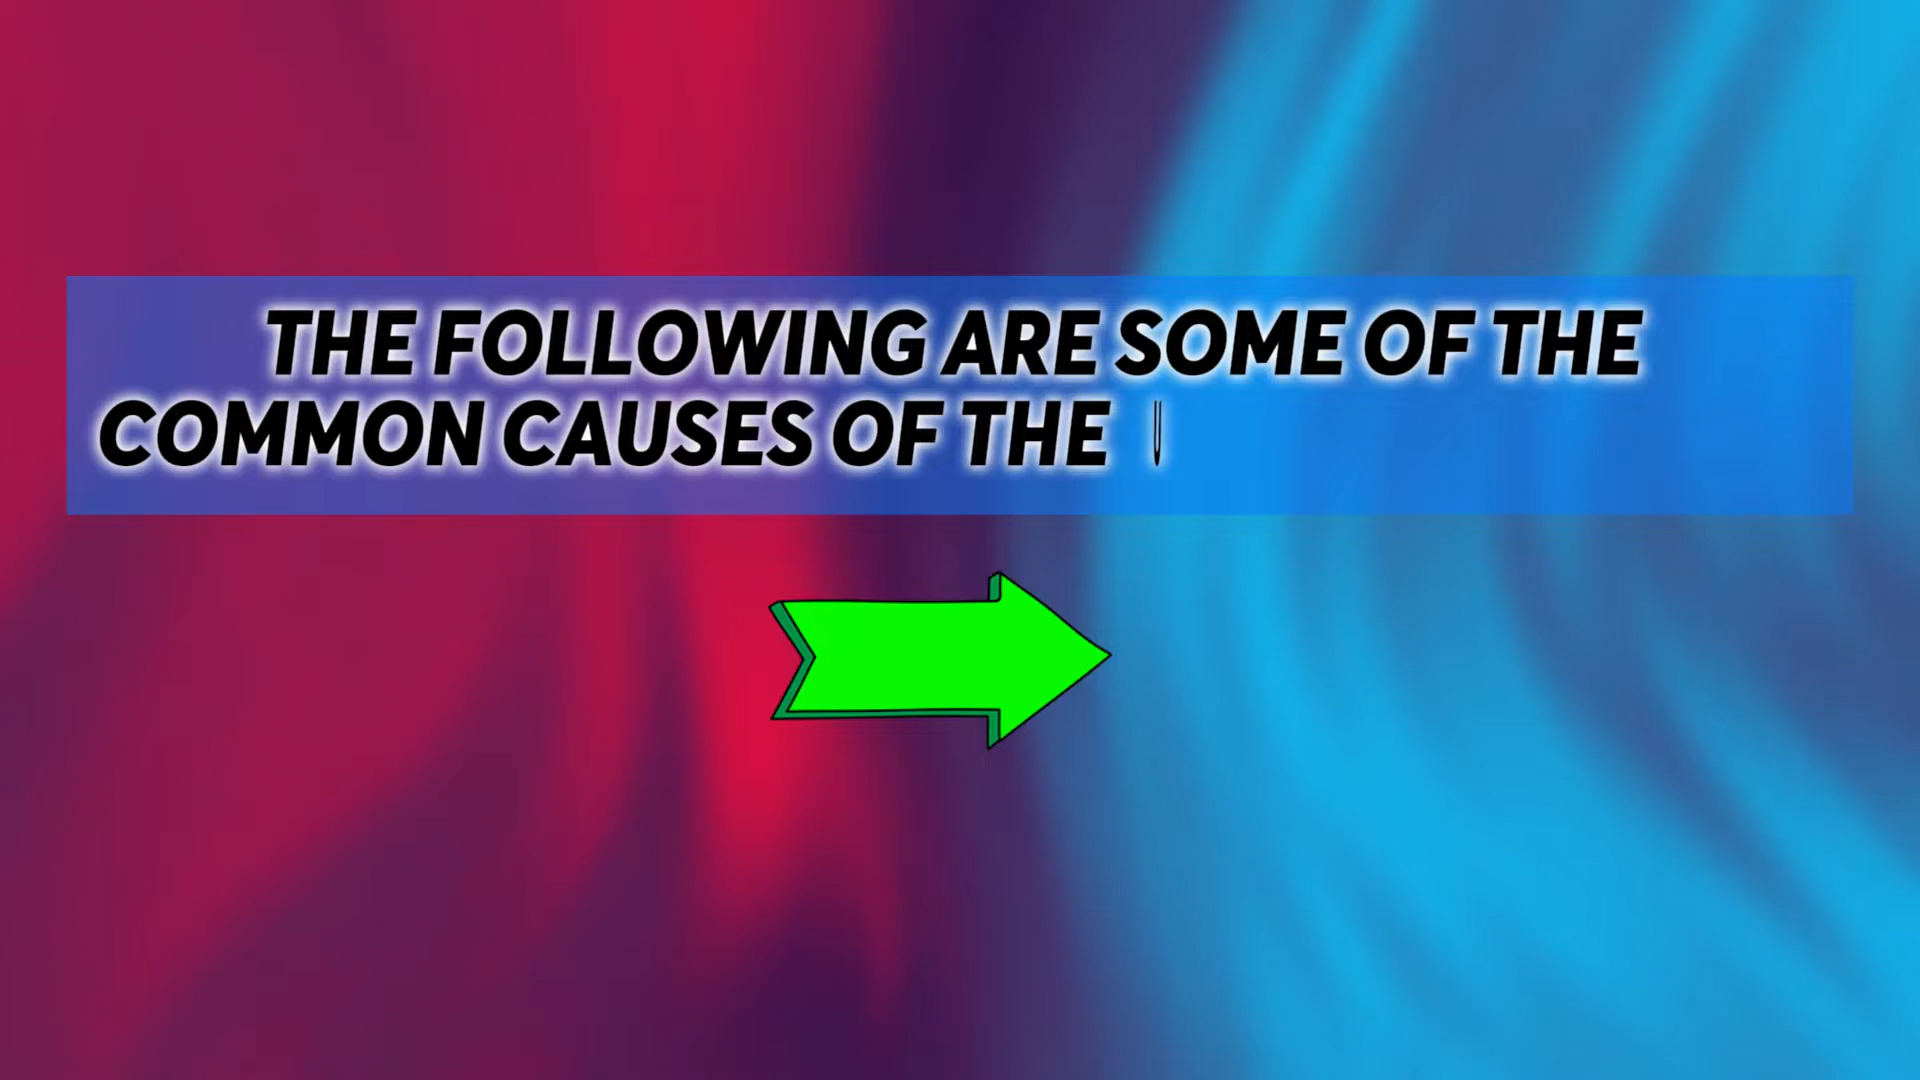 THE FOLLOWING ARE SOME OF THE
COMMON CAUSES OF THE